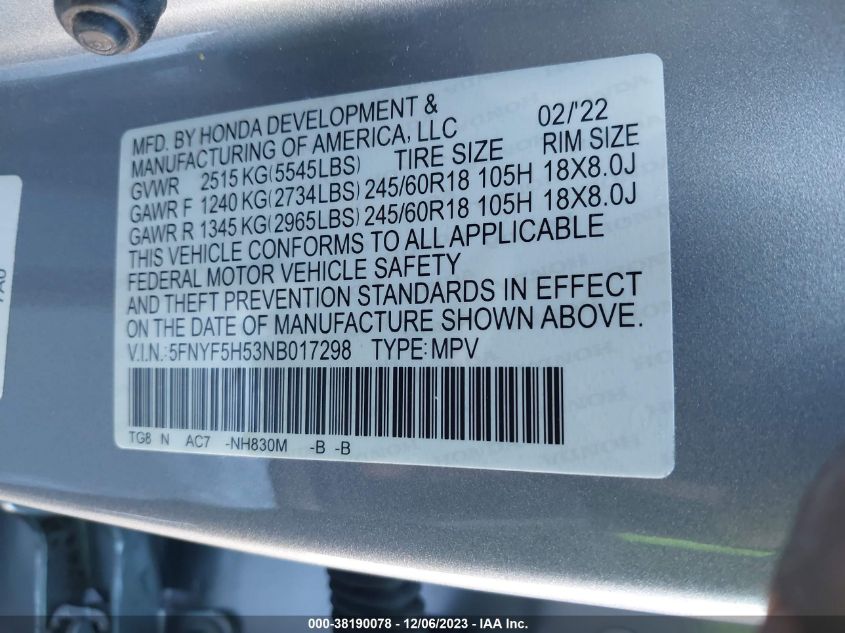 MFD. BY HONDA DEVELOPMENT & 02/'22
MANUFACTURING OF AMERICA, LLC
GVWR 2515 KG(5545LBS) TIRE SIZE RIM SIZE
GAWR F 1240 KG(2734LBS) 245/60R18 105H 18X8.0J
GAWR R 1345 KG(2965LBS) 245/60R18 105H 18X8.0J
THIS VEHICLE CONFORMS TO ALL APPLICABLE
FEDERAL MOTOR VEHICLE SAFETY
AND THEFT PREVENTION STANDARDS IN EFFECT
ON THE DATE OF MANUFACTURE SHOWN ABOVE.
V.I.N.: 5FNYF5H53NB017298 TYPE: MPV
TG8 N AC7 -NH830M -B -B
000-38190078 - 12/06/2023 - IAA Inc.